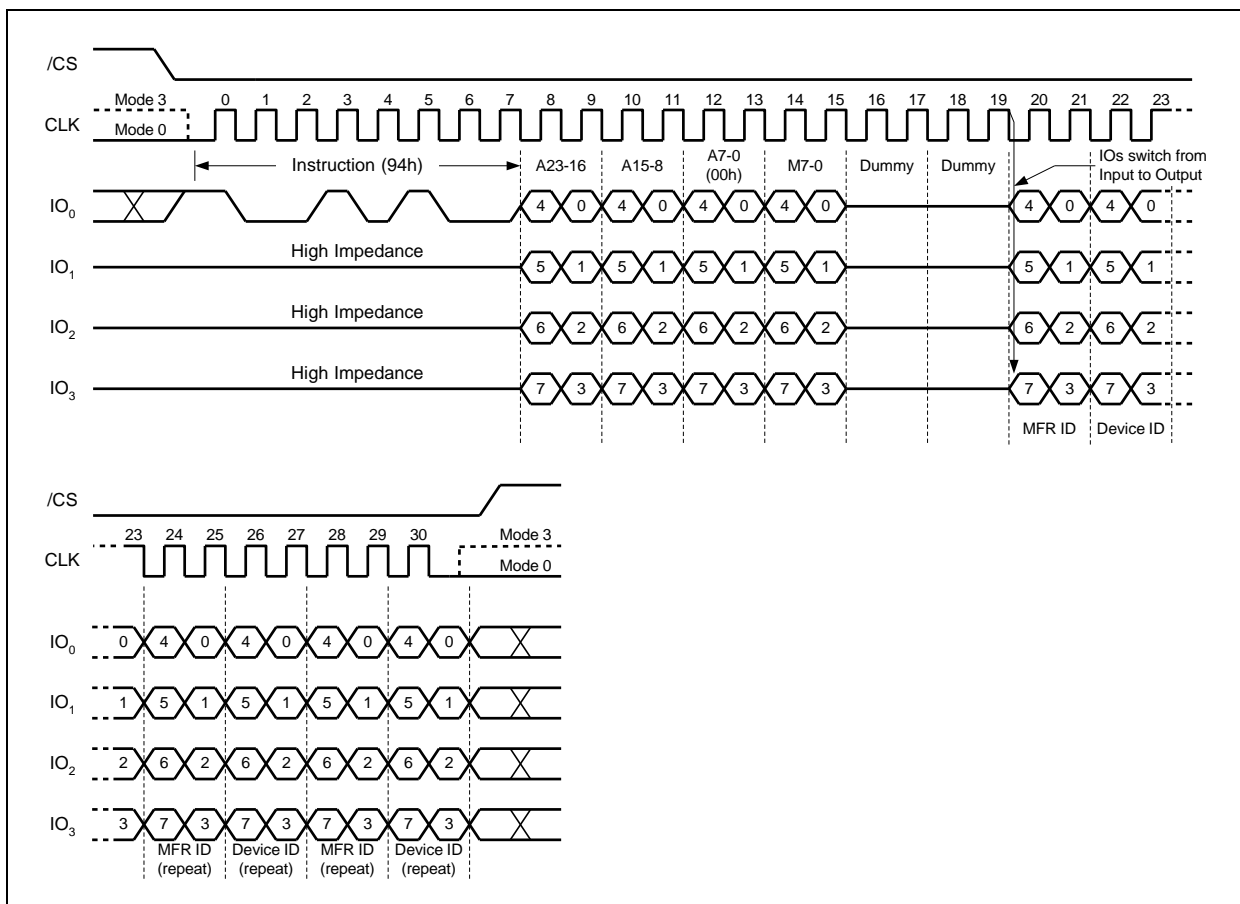 /CS
Mode 3 0 1 2 3 4 5 6 7 8 9 10 11 12 13 14 15 16 17 18 19 20 21 22 23
CLK
Mode 0
Instruction (94h) A23-16 A15-8 A7-0 (00h) M7-0 Dummy Dummy IOs switch from Input to Output
IO0 4 0 4 0 4 0 4 0 4 0 4 0
High Impedance
IO1 5 1 5 1 5 1 5 1 5 1 5 1
High Impedance
IO2 6 2 6 2 6 2 6 2 6 2 6 2
High Impedance
IO3 7 3 7 3 7 3 7 3 7 3 7 3
MFR ID Device ID
/CS
23 24 25 26 27 28 29 30 Mode 3
CLK
Mode 0
IO0 0 4 0 4 0 4 0 4 0
IO1 1 5 1 5 1 5 1 5 1
IO2 2 6 2 6 2 6 2 6 2
IO3 3 7 3 7 3 7 3 7 3
MFR ID Device ID MFR ID Device ID
(repeat) (repeat) (repeat) (repeat)